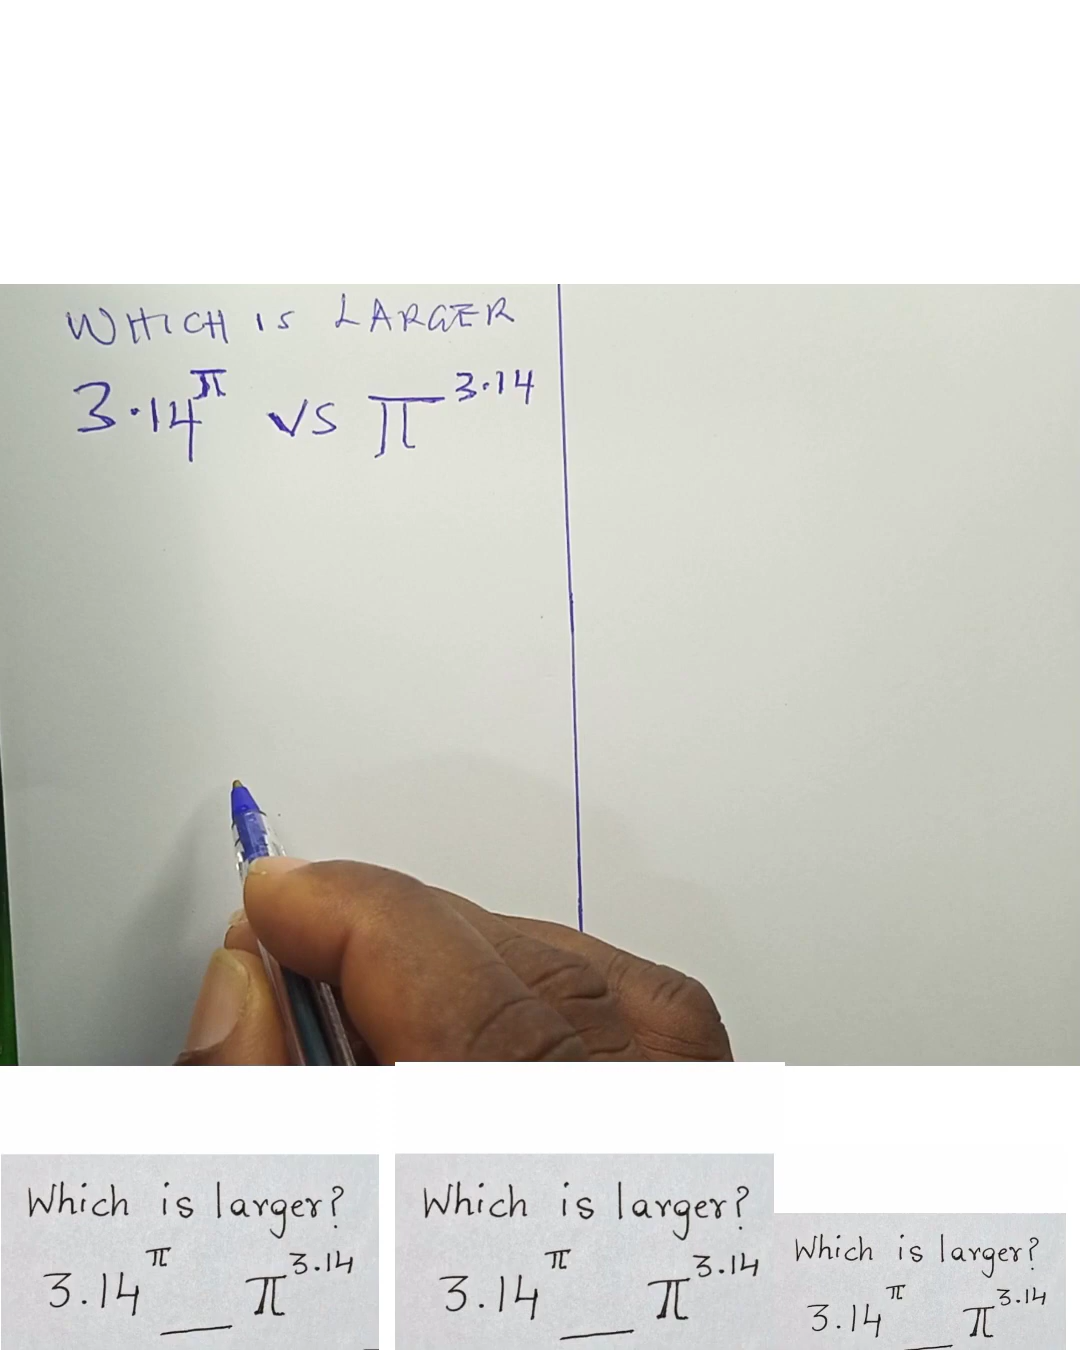 WHICH IS LARGER
3.14^π vs π^3.14
Which is larger?
3.14^π __ π^3.14
Which is larger?
3.14^π __ π^3.14
Which is larger?
3.14^π __ π^3.14